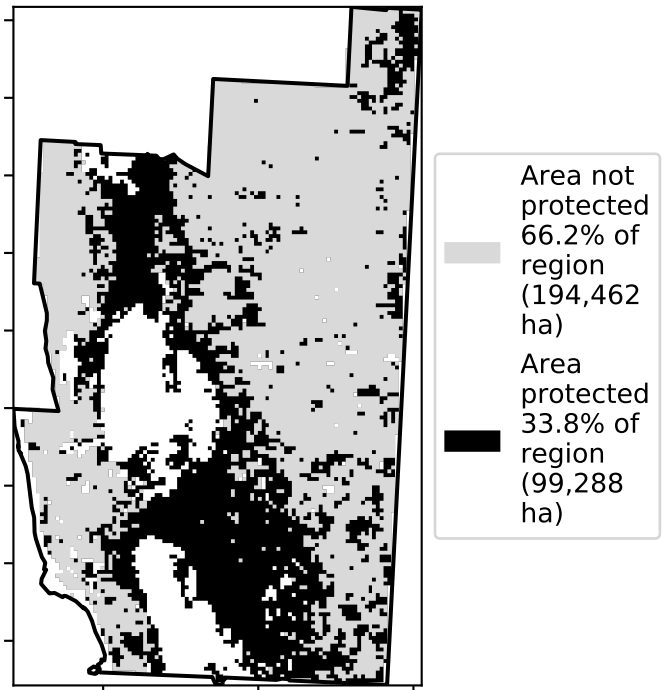 Area not
protected
66.2% of
region
(194,462
ha)
Area
protected
33.8% of
region
(99,288
ha)